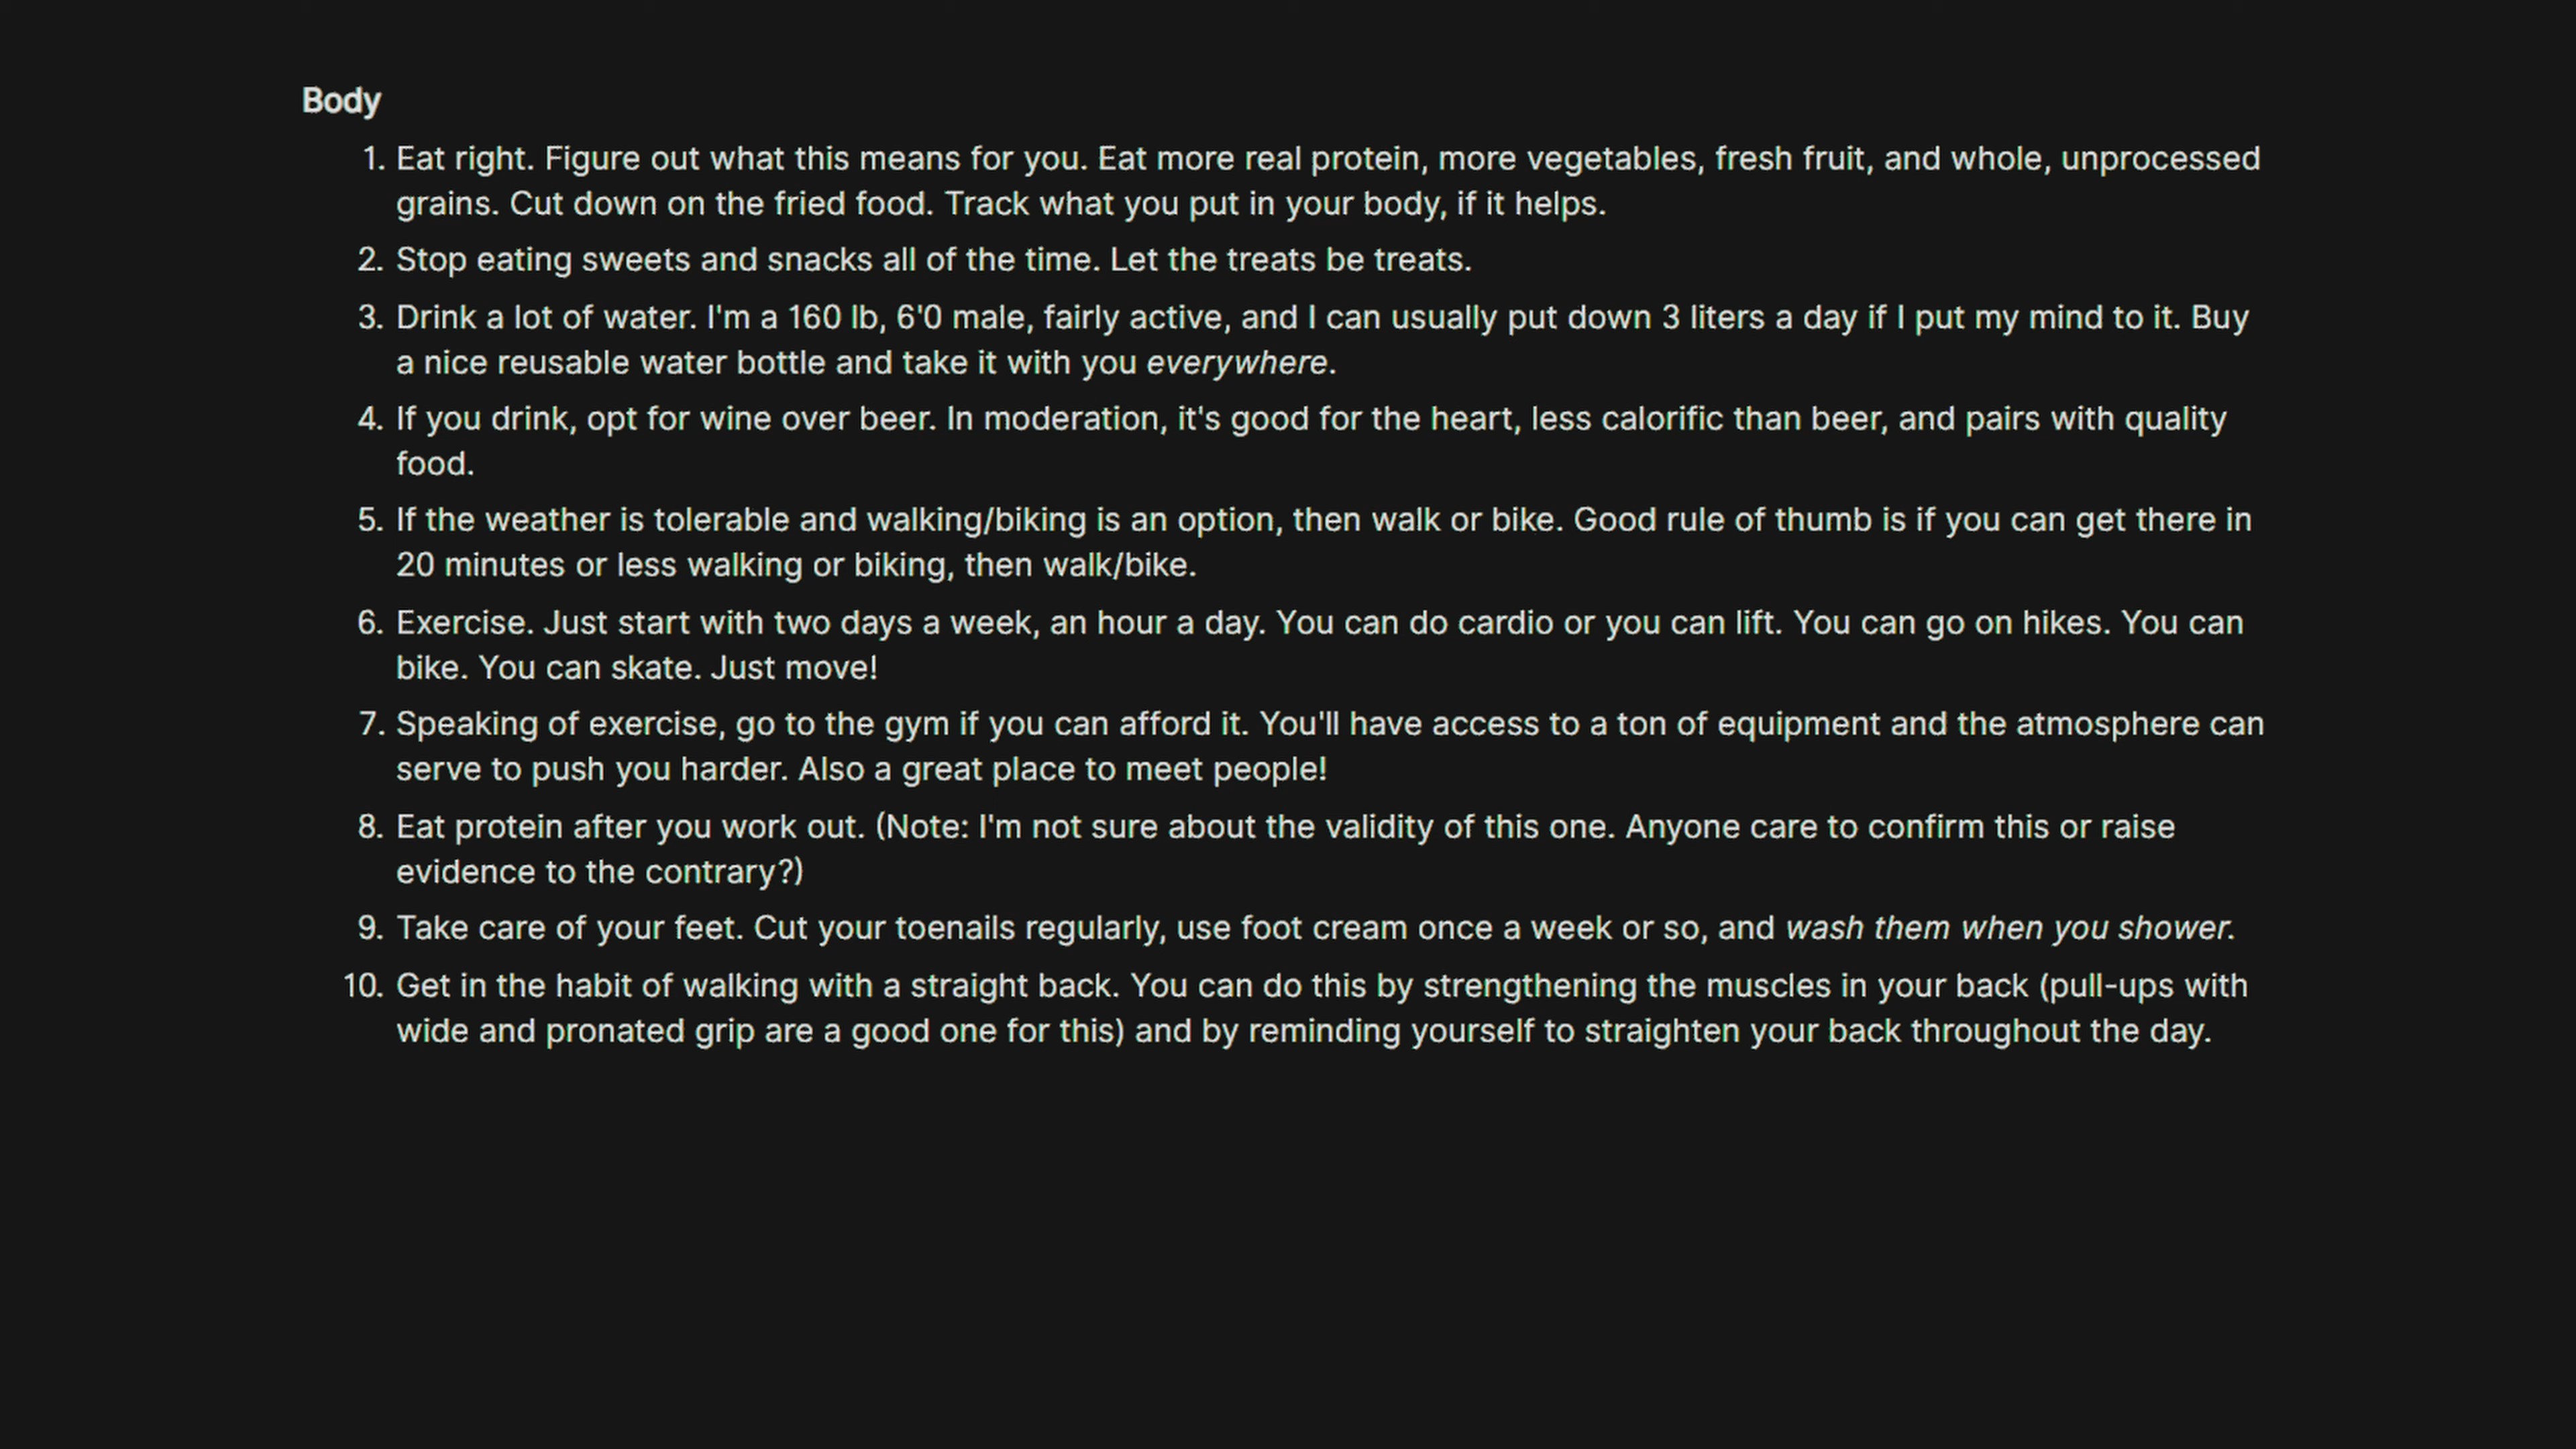 Body
1. Eat right. Figure out what this means for you. Eat more real protein, more vegetables, fresh fruit, and whole, unprocessed
grains. Cut down on the fried food. Track what you put in your body, if it helps.
2. Stop eating sweets and snacks all of the time. Let the treats be treats.
3. Drink a lot of water. I'm a 160 lb, 6'0 male, fairly active, and I can usually put down 3 liters a day if I put my mind to it. Buy
a nice reusable water bottle and take it with you everywhere.
4. If you drink, opt for wine over beer. In moderation, it's good for the heart, less calorific than beer, and pairs with quality
food.
5. If the weather is tolerable and walking/biking is an option, then walk or bike. Good rule of thumb is if you can get there in
20 minutes or less walking or biking, then walk/bike.
6. Exercise. Just start with two days a week, an hour a day. You can do cardio or you can lift. You can go on hikes. You can
bike. You can skate. Just move!
7. Speaking of exercise, go to the gym if you can afford it. You'll have access to a ton of equipment and the atmosphere can
serve to push you harder. Also a great place to meet people!
8. Eat protein after you work out. (Note: I'm not sure about the validity of this one. Anyone care to confirm this or raise
evidence to the contrary?)
9. Take care of your feet. Cut your toenails regularly, use foot cream once a week or so, and wash them when you shower.
10. Get in the habit of walking with a straight back. You can do this by strengthening the muscles in your back (pull-ups with
wide and pronated grip are a good one for this) and by reminding yourself to straighten your back throughout the day.